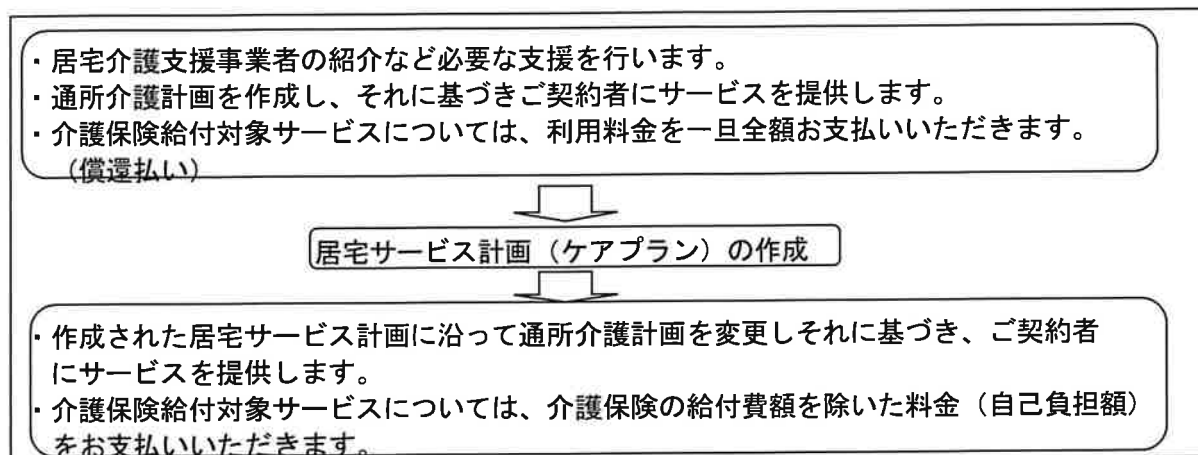 ・居宅介護支援事業者の紹介など必要な支援を行います。
・通所介護計画を作成し、それに基づきご契約者にサービスを提供します。
・介護保険給付対象サービスについては、利用料金を一旦全額お支払いいただきます。
（償還払い）
居宅サービス計画（ケアプラン）の作成
・作成された居宅サービス計画に沿って通所介護計画を変更しそれに基づき、ご契約者
にサービスを提供します。
・介護保険給付対象サービスについては、介護保険の給付費額を除いた料金（自己負担額）
をお支払いいただきます。